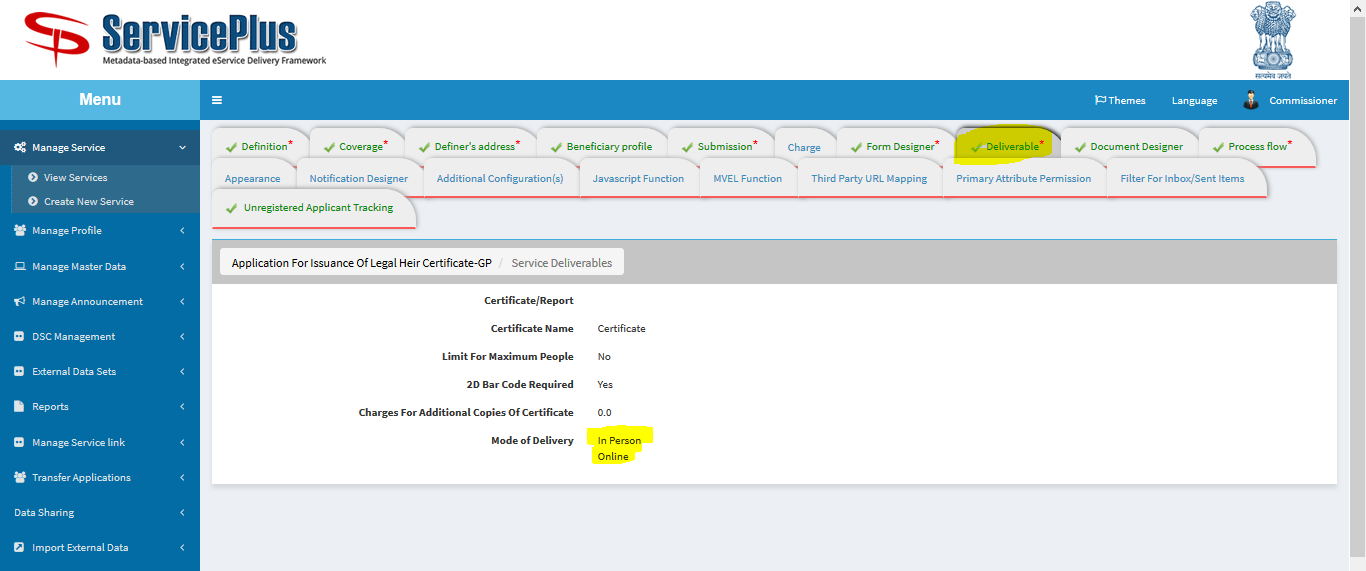 ServicePlus
Metadata-based Integrated eService Delivery Framework
सत्यमेव जयते
Menu
Themes Language Commissioner
Manage Service
View Services
Create New Service
Manage Profile
Manage Master Data
Manage Announcement
DSC Management
External Data Sets
Reports
Manage Service link
Transfer Applications
Data Sharing
Import External Data
Definition* Coverage* Definer's address* Beneficiary profile Submission* Charge Form Designer* Deliverable* Document Designer Process flow*
Appearance Notification Designer Additional Configuration(s) Javascript Function MVEL Function Third Party URL Mapping Primary Attribute Permission Filter For Inbox/Sent Items
Unregistered Applicant Tracking
Application For Issuance Of Legal Heir Certificate-GP / Service Deliverables
Certificate/Report
Certificate Name Certificate
Limit For Maximum People No
2D Bar Code Required Yes
Charges For Additional Copies Of Certificate 0.0
Mode of Delivery In Person
Online